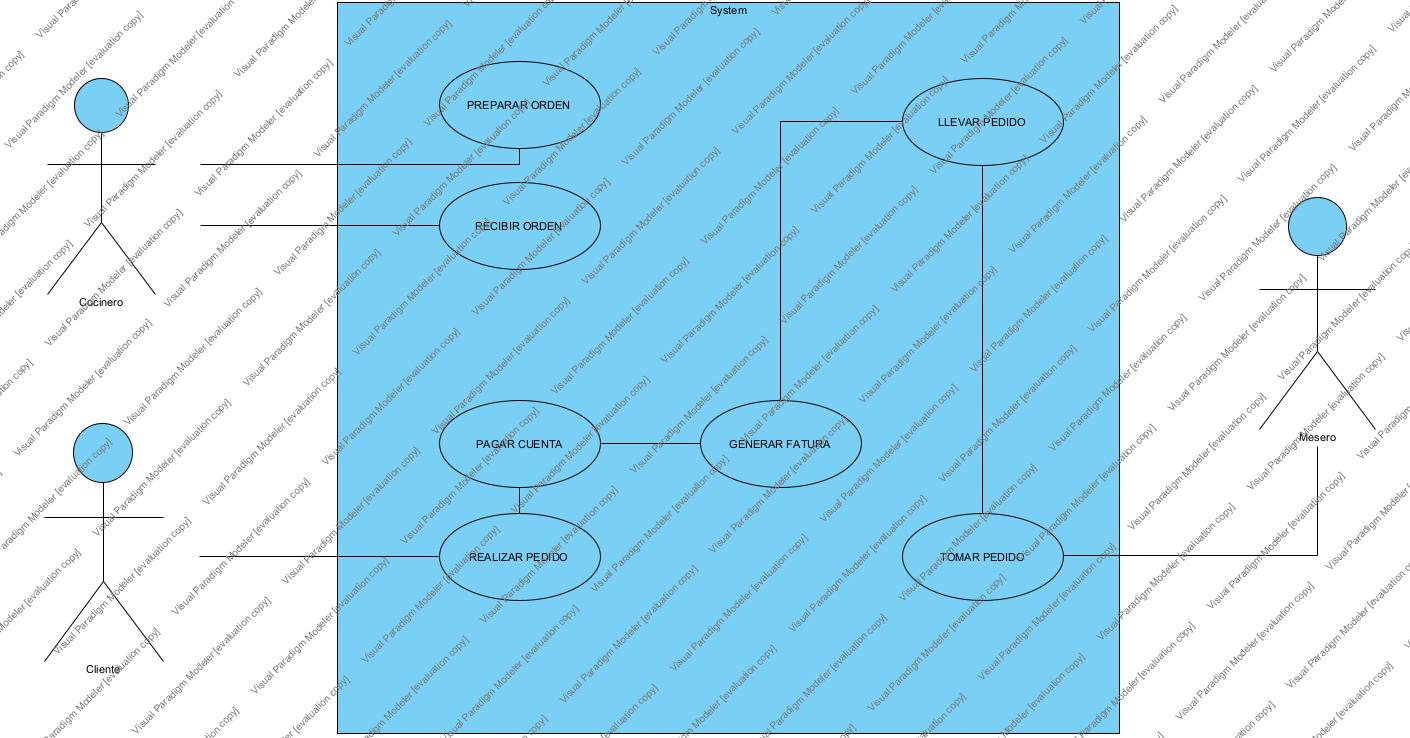 System
PREPARAR ORDEN
LLEVAR PEDIDO
RECIBIR ORDEN
Cocinero
Mesero
PAGAR CUENTA
GENERAR FATURA
REALIZAR PEDIDO
TOMAR PEDIDO
Cliente
Visual Paradigm Modeler [evaluation copy]